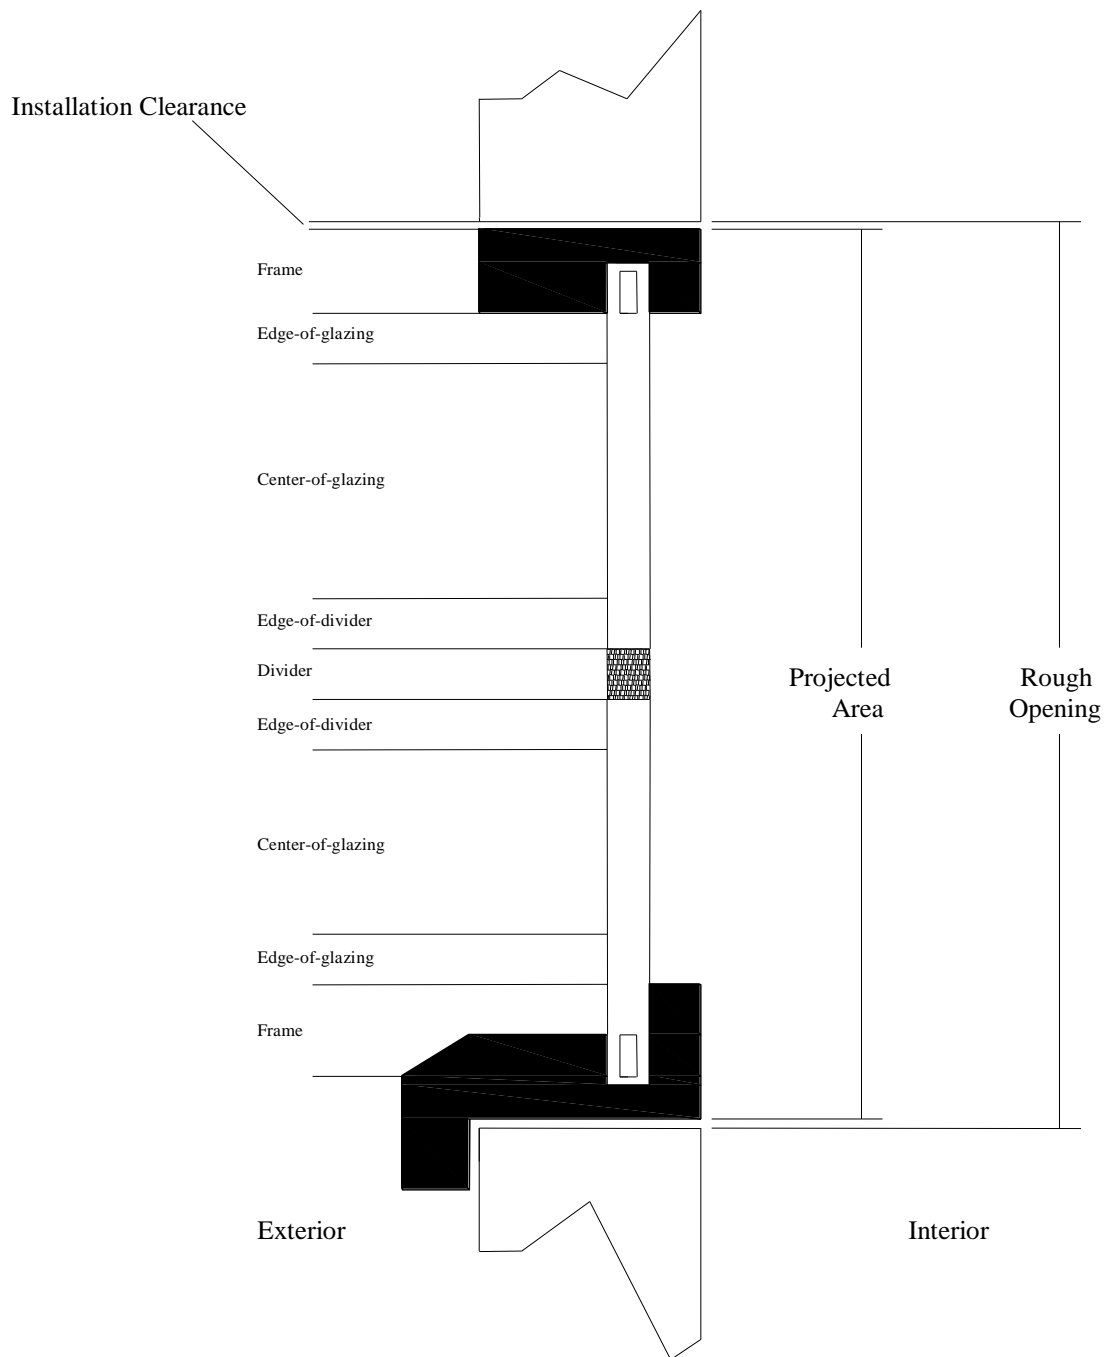 Installation Clearance
Frame
Edge-of-glazing
Center-of-glazing
Edge-of-divider
Divider
Edge-of-divider
Center-of-glazing
Edge-of-glazing
Frame
Projected
Area
Rough
Opening
Exterior
Interior